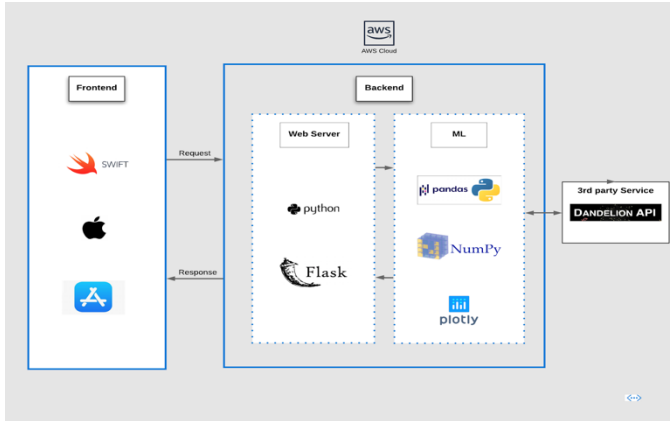 aws
AWS Cloud
Frontend
Backend
Web Server
ML
3rd party Service
Request
Response
SWIFT
python
Flask
pandas
NumPy
plotly
DANDELION API